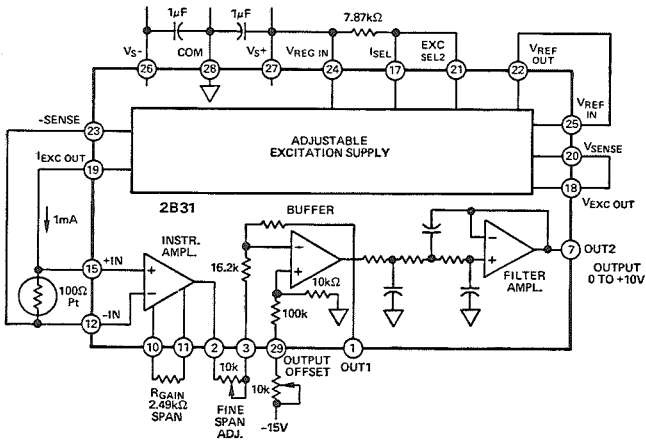 1µF
1µF
7.87kΩ
VS-
COM
VS+
VREG IN
ISEL
EXC
SEL2
VREF
OUT
26
28
27
24
17
21
22
VREF
IN
25
-SENSE
23
ADJUSTABLE
EXCITATION SUPPLY
VSENSE
20
IEXC OUT
19
18
VEXC OUT
2B31
1mA
BUFFER
INSTR.
AMPL.
15
+IN
+
−
16.2k
−
+
−
+
7
OUT2
OUTPUT
0 TO +10V
FILTER
AMPL.
100Ω
Pt
12
-IN
10kΩ
100k
10
11
2
3
29
OUTPUT
OFFSET
1
OUT1
RGAIN
2.49kΩ
SPAN
10k
FINE
SPAN
ADJ.
10k
-15V